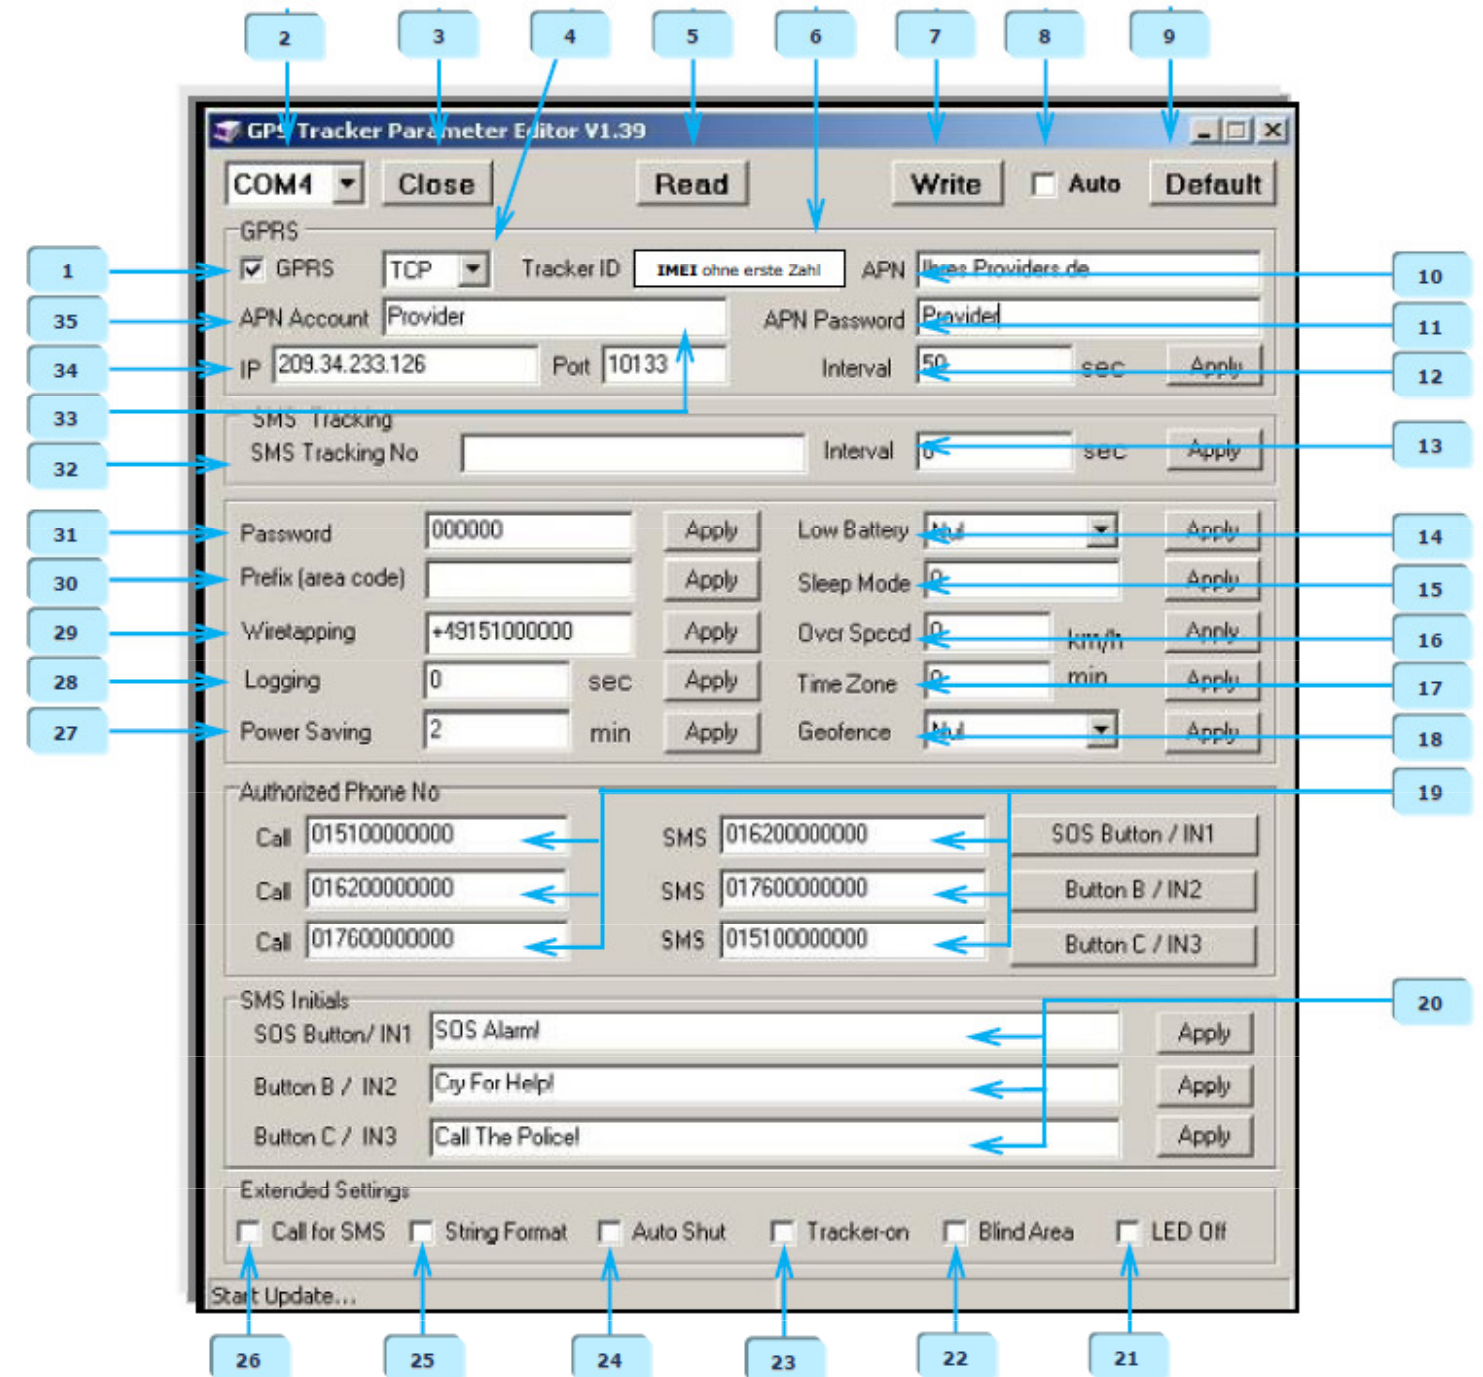 2 3 4 5 6 7 8 9
GPS Tracker Parameter Editor V1.39
COM4 Close Read Write Auto Default
GPRS
1 GPRS TCP Tracker ID IMEI ohne erste Zahl APN Ihres Providers.de 10
35 APN Account Provider APN Password Provider 11
34 IP 209.34.233.126 Port 10133 Interval 50 sec Apply 12
33
SMS Tracking
32 SMS Tracking No Interval 0 sec Apply 13
31 Password 000000 Apply Low Battery Nul Apply 14
30 Prefix (area code) Apply Sleep Mode 0 Apply 15
29 Wiretapping +49151000000 Apply Over Speed 0 km/h Apply 16
28 Logging 0 sec Apply Time Zone 0 min Apply 17
27 Power Saving 2 min Apply Geofence Nul Apply 18
Authorized Phone No 19
Call 015100000000 SMS 016200000000 SOS Button / IN1
Call 016200000000 SMS 017600000000 Button B / IN2
Call 017600000000 SMS 015100000000 Button C / IN3
SMS Initials 20
SOS Button/ IN1 SOS Alarm! Apply
Button B / IN2 Cry For Help! Apply
Button C / IN3 Call The Police! Apply
Extended Settings
Call for SMS String Format Auto Shut Tracker-on Blind Area LED Off
Start Update...
26 25 24 23 22 21